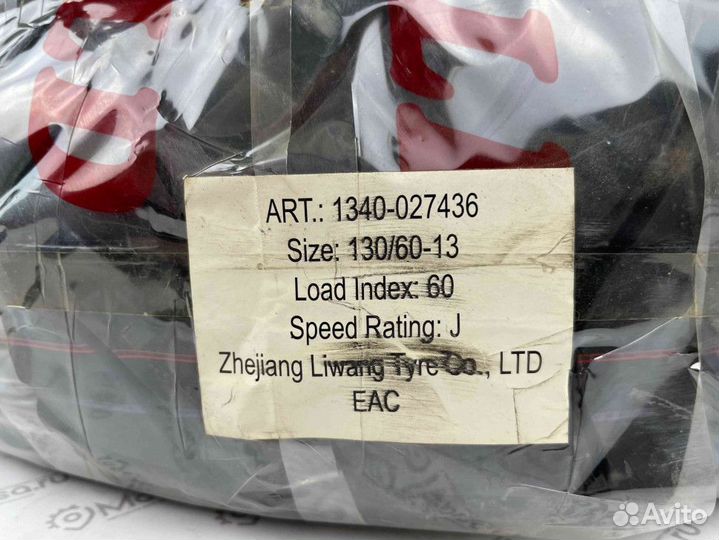 ART.: 1340-027436
Size: 130/60-13
Load Index: 60
Speed Rating: J
Zhejiang Liwang Tyre Co., LTD
EAC
Avito